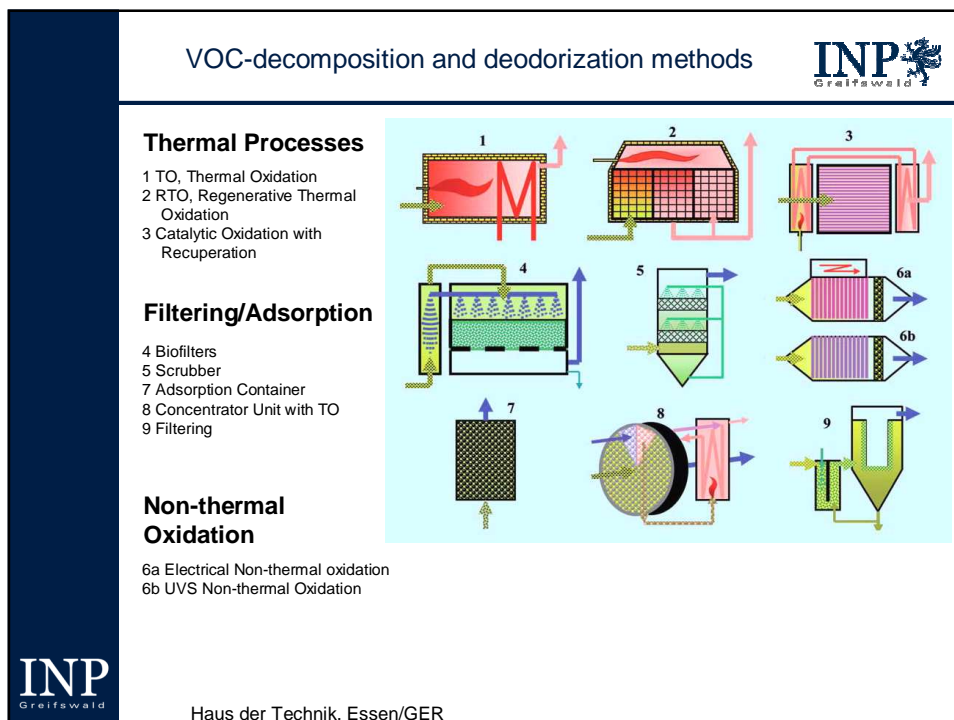 VOC-decomposition and deodorization methods
INP
Greifswald
Thermal Processes
1 TO, Thermal Oxidation
2 RTO, Regenerative Thermal
Oxidation
3 Catalytic Oxidation with
Recuperation
Filtering/Adsorption
4 Biofilters
5 Scrubber
7 Adsorption Container
8 Concentrator Unit with TO
9 Filtering
Non-thermal
Oxidation
6a Electrical Non-thermal oxidation
6b UVS Non-thermal Oxidation
1
2
3
4
5
6a
6b
7
8
9
INP
Greifswald
Haus der Technik, Essen/GER